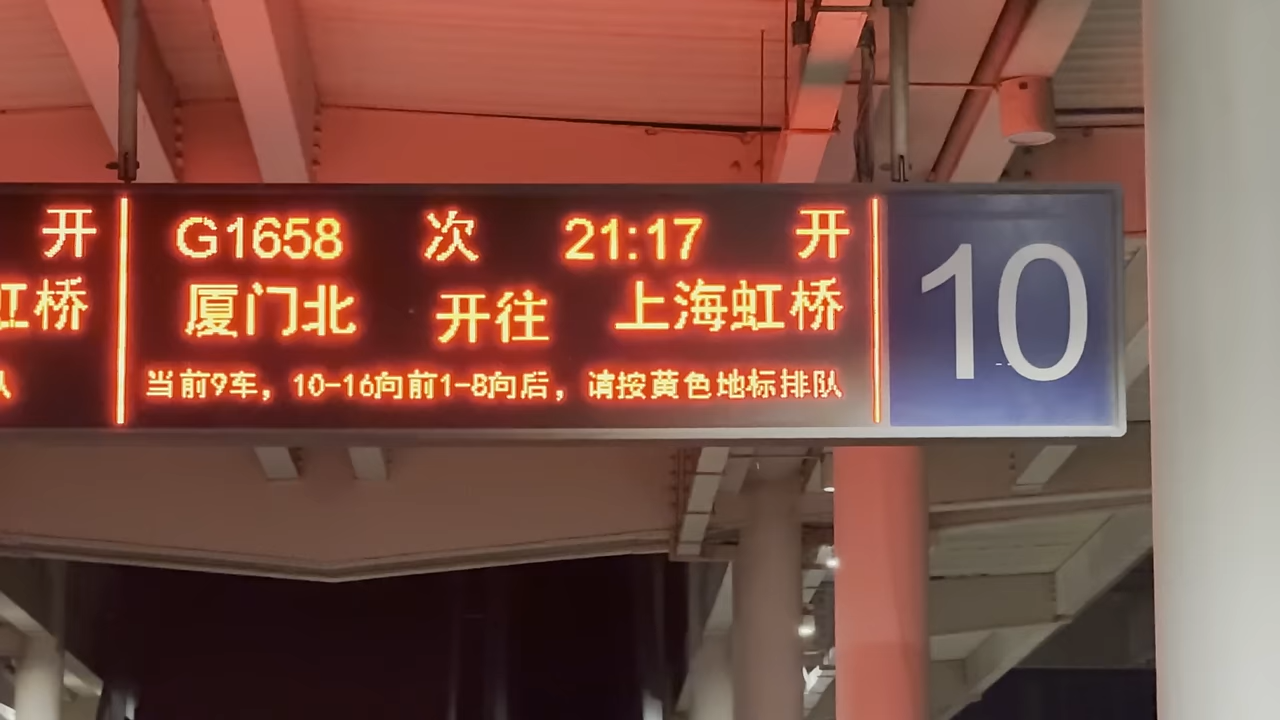 开
虹桥
队
G1658 次 21:17 开
厦门北 开往 上海虹桥
当前9车，10-16向前1-8向后，请按黄色地标排队
10